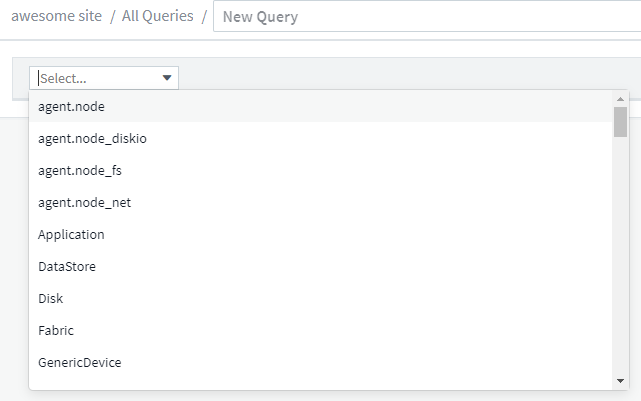 awesome site / All Queries / New Query
Select...
agent.node
agent.node_diskio
agent.node_fs
agent.node_net
Application
DataStore
Disk
Fabric
GenericDevice